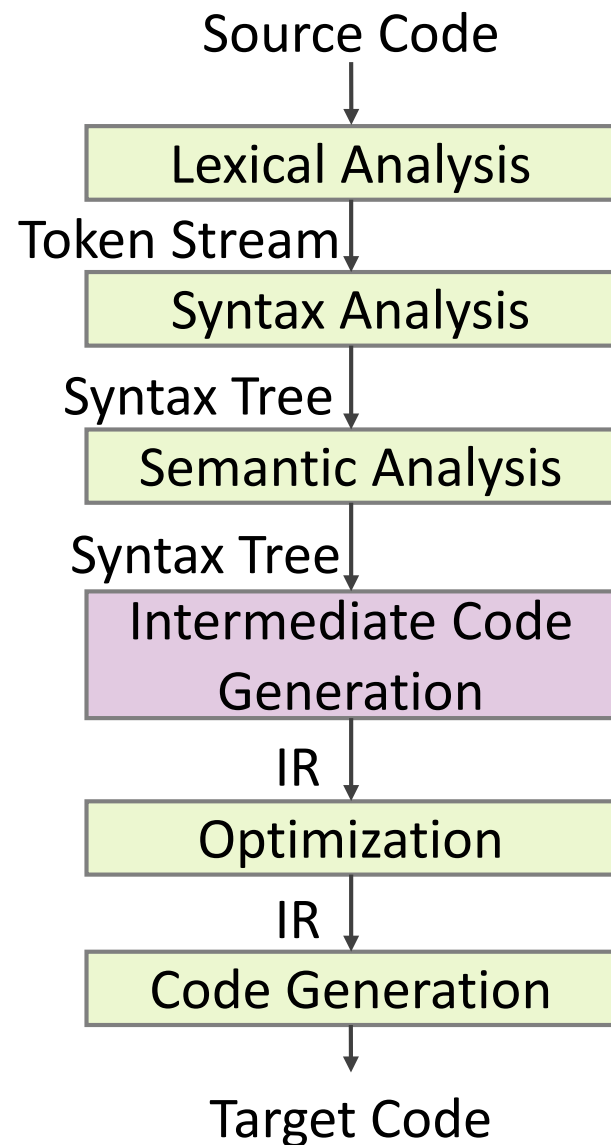 Source Code
Lexical Analysis
Token Stream
Syntax Analysis
Syntax Tree
Semantic Analysis
Syntax Tree
Intermediate Code
Generation
IR
Optimization
IR
Code Generation
Target Code